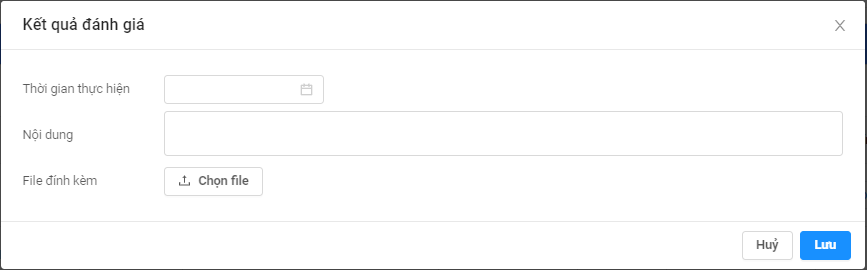 Kết quả đánh giá
Thời gian thực hiện
Nội dung
File đính kèm
Chọn file
Huỷ
Lưu